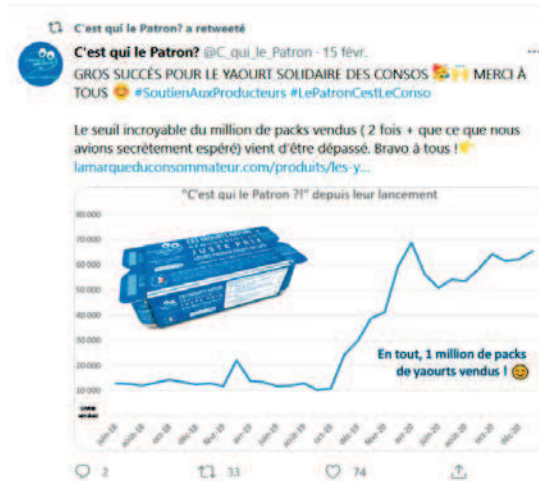 C'est qui le Patron? a retweeté
C'est qui le Patron? @C_qui_le_Patron · 15 févr.
GROS SUCCÉS POUR LE YAOURT SOLIDAIRE DES CONSOS 🥰🙌 MERCI À
TOUS 😊 #SoutienAuxProducteurs #LePatronCestLeConso
Le seuil incroyable du million de packs vendus ( 2 fois + que ce que nous
avions secrètement espéré) vient d'être dépassé. Bravo à tous !👉
lamarqueduconsommateur.com/produits/les-y...
"C'est qui le Patron ?!" depuis leur lancement
80 000
70 000
60 000
50 000
40 000
30 000
20 000
10 000
JUSTE PRIX
En tout, 1 million de packs
de yaourts vendus ! 😊
juin-18
août-18
oct-18
déc-18
févr-19
avr-19
juin-19
août-19
oct-19
déc-19
févr-20
avr-20
juin-20
août-20
oct-20
déc-20
2
33
74